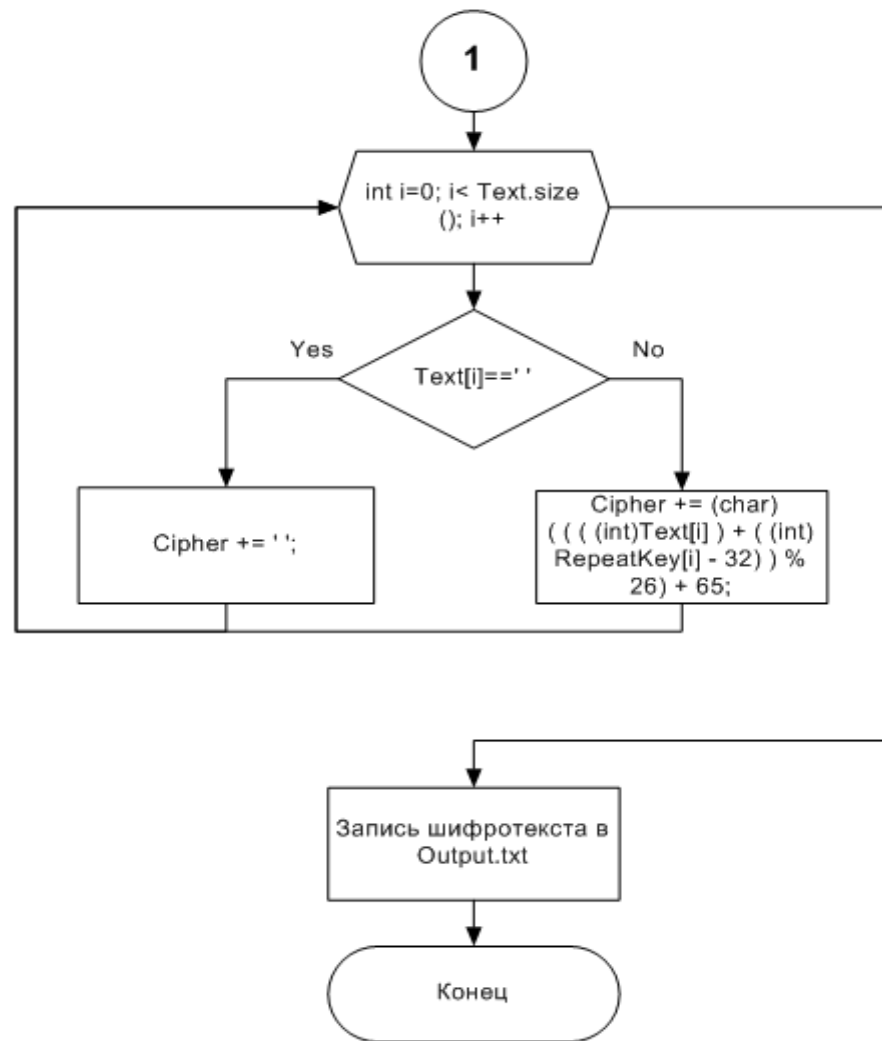 1
int i=0; i< Text.size
(); i++
Yes
No
Text[i]==' '
Cipher += ' ';
Cipher += (char)
( ( ( ( (int)Text[i] ) + ( (int)
RepeatKey[i] - 32) ) %
26) + 65;
Запись шифротекста в
Output.txt
Конец